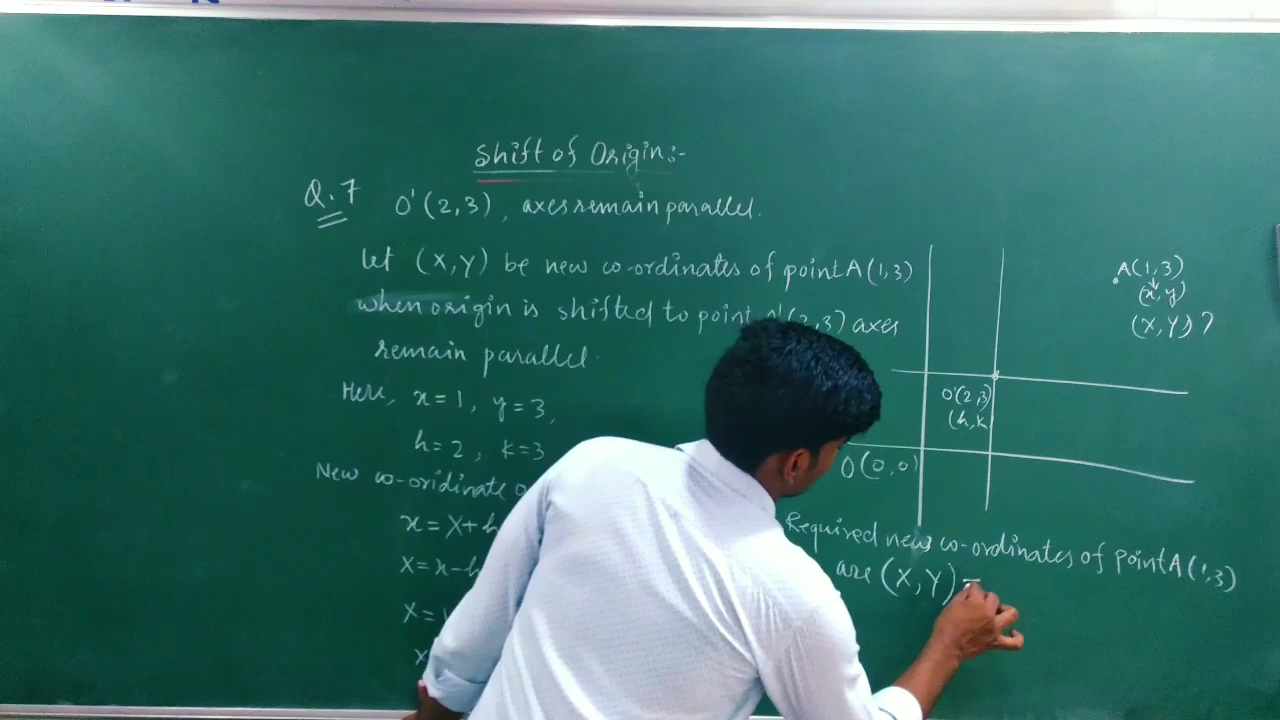 Shift of Origin:-
Q.7 O'(2,3), axes remain parallel.
Let (X,Y) be new co-ordinates of point A(1,3)
when origin is shifted to point O'(2,3) axes
remain parallel.
Here, x=1, y=3,
h=2, k=3
New co-oridinate
x=X+h
X=x-h
X=
X
A(1,3)
(x,y)
(X,Y)?
O'(2,3)
(h,k
O(0,0)
Required new co-ordinates of point A(1,3)
are (X,Y)=